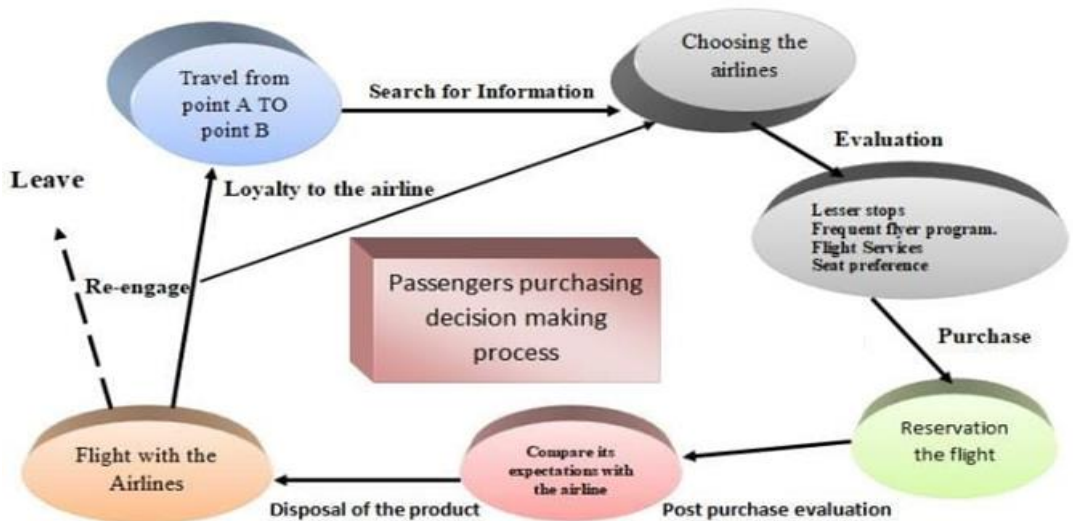 Travel from
point A TO
point B
Search for Information
Choosing the
airlines
Evaluation
Lesser stops
Frequent flyer program.
Flight Services
Seat preference
Purchase
Reservation
the flight
Post purchase evaluation
Compare its
expectations with
the airline
Disposal of the product
Flight with the
Airlines
Leave
Re-engage
Loyalty to the airline
Passengers purchasing
decision making
process